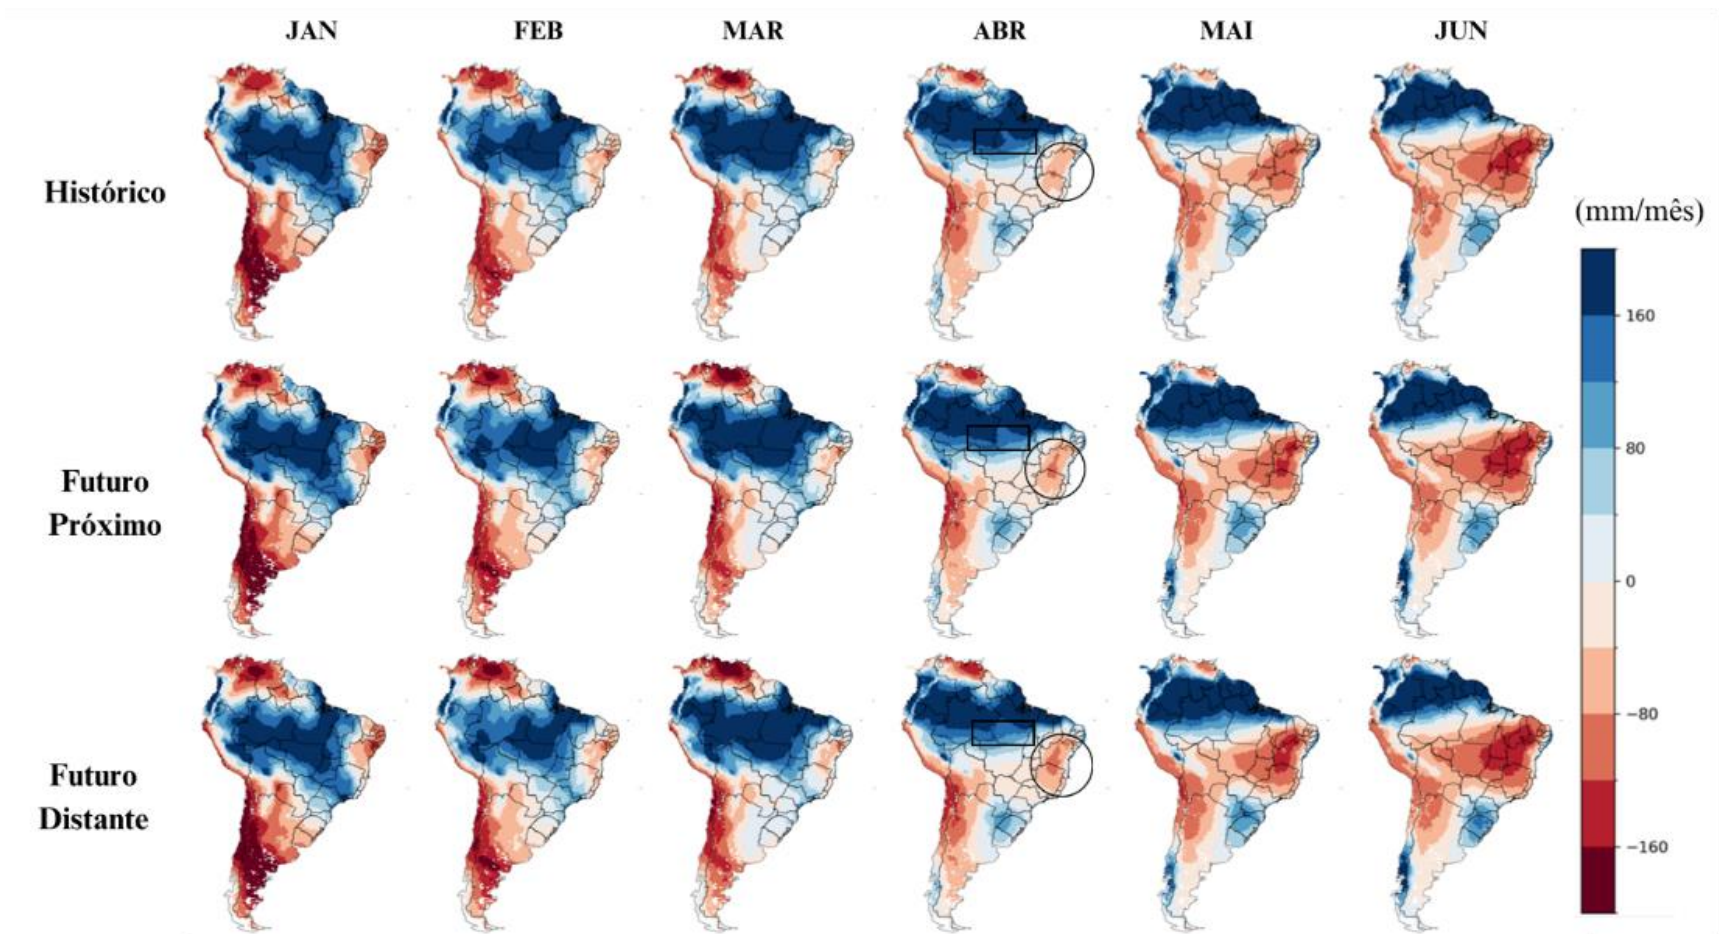 JAN FEB MAR ABR MAI JUN
Histórico
(mm/mês)
160
80
0
−80
−160
Futuro
Próximo
Futuro
Distante